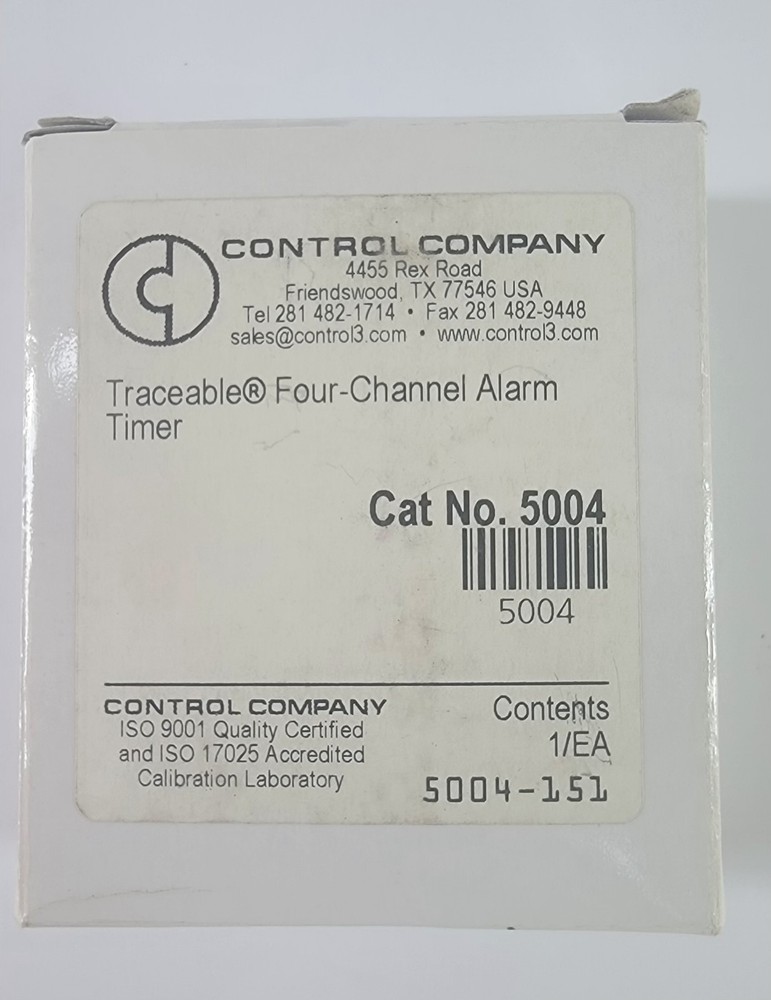 CONTROL COMPANY
4455 Rex Road
Friendswood, TX 77546 USA
Tel 281 482-1714 • Fax 281 482-9448
sales@control3.com • www.control3.com
Traceable® Four-Channel Alarm
Timer
Cat No. 5004
5004
CONTROL COMPANY
ISO 9001 Quality Certified
and ISO 17025 Accredited
Calibration Laboratory
Contents
1/EA
5004-151